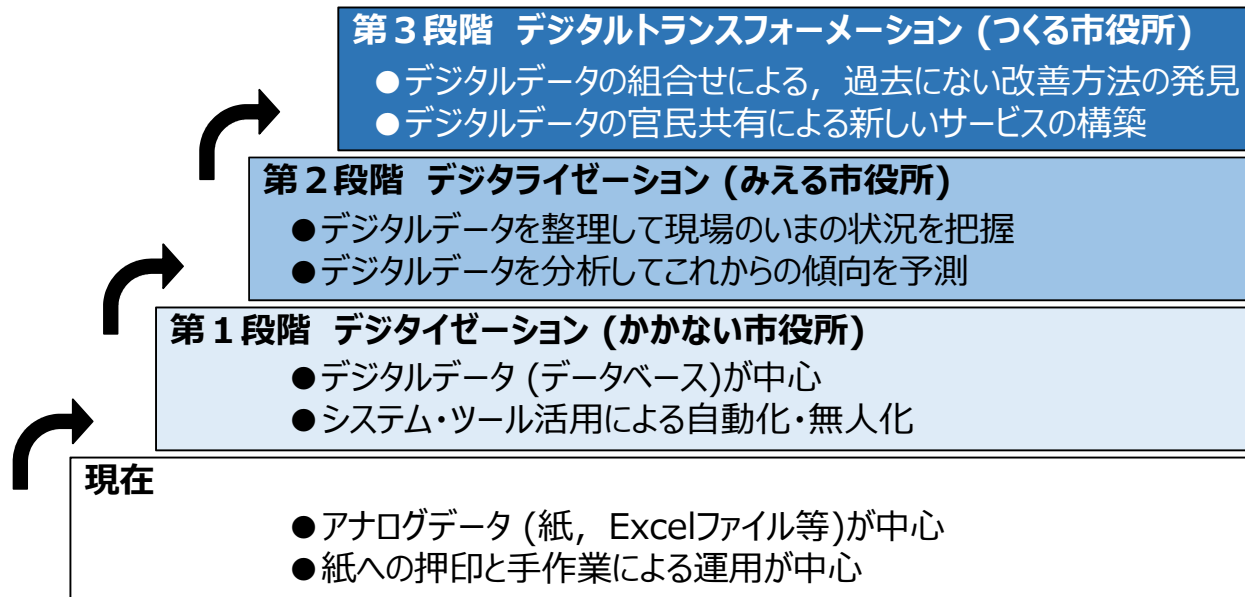 第３段階 デジタルトランスフォーメーション (つくる市役所)
●デジタルデータの組合せによる，過去にない改善方法の発見
●デジタルデータの官民共有による新しいサービスの構築
第２段階 デジタライゼーション (みえる市役所)
●デジタルデータを整理して現場のいまの状況を把握
●デジタルデータを分析してこれからの傾向を予測
第１段階 デジタイゼーション (かかない市役所)
●デジタルデータ (データベース)が中心
●システム・ツール活用による自動化・無人化
現在
●アナログデータ (紙，Excelファイル等)が中心
●紙への押印と手作業による運用が中心